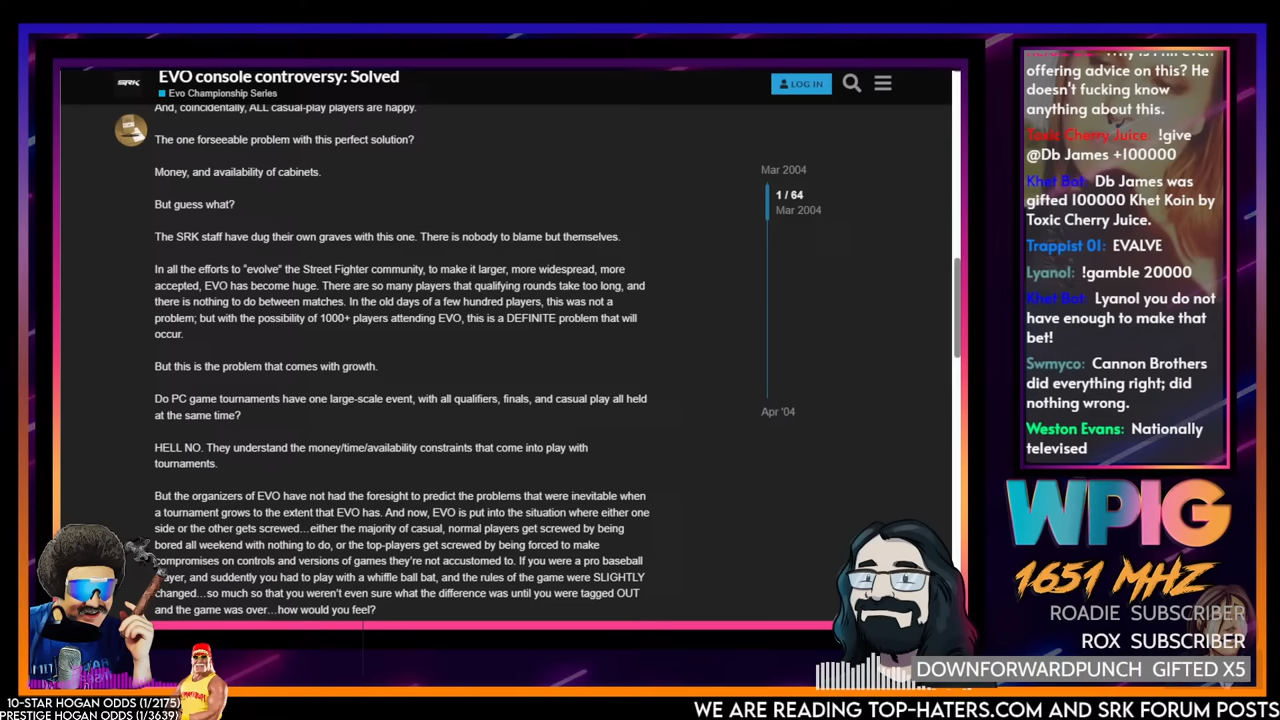 EVO console controversy: Solved
SRK
Evo Championship Series
LOG IN
And, coincidentally, ALL casual-play players are happy.
The one forseeable problem with this perfect solution?
Money, and availability of cabinets.
But guess what?
The SRK staff have dug their own graves with this one. There is nobody to blame but themselves.
In all the efforts to "evolve" the Street Fighter community, to make it larger, more widespread, more
accepted, EVO has become huge. There are so many players that qualifying rounds take too long, and
there is nothing to do between matches. In the old days of a few hundred players, this was not a
problem; but with the possibility of 1000+ players attending EVO, this is a DEFINITE problem that will
occur.
But this is the problem that comes with growth.
Do PC game tournaments have one large-scale event, with all qualifiers, finals, and casual play all held
at the same time?
HELL NO. They understand the money/time/availability constraints that come into play with
tournaments.
But the organizers of EVO have not had the foresight to predict the problems that were inevitable when
a tournament grows to the extent that EVO has. And now, EVO is put into the situation where either one
side or the other gets screwed…either the majority of casual, normal players get screwed by being
bored all weekend with nothing to do, or the top-players get screwed by being forced to make
compromises on controls and versions of games they're not accustomed to. If you were a pro baseball
player, and suddenly you had to play with a whiffle ball bat, and the rules of the game were SLIGHTLY
changed…so much so that you weren't even sure what the difference was until you were tagged OUT
and the game was over…how would you feel?
Mar 2004
1 / 64
Mar 2004
Apr '04
offering advice on this? He
doesn't fucking know
anything about this.
Toxic Cherry Juice: !give
@Db James +100000
Khet Bot: Db James was
gifted 100000 Khet Koin by
Toxic Cherry Juice.
Trappist 01: EVALVE
Lyanol: !gamble 20000
Khet Bot: Lyanol you do not
have enough to make that
bet!
Swmyco: Cannon Brothers
did everything right; did
nothing wrong.
Weston Evans: Nationally
televised
WPIG
1651 MHZ
ROADIE SUBSCRIBER
ROX SUBSCRIBER
DOWNFORWARDPUNCH GIFTED X5
10-STAR HOGAN ODDS (1/2175)
PRESTIGE HOGAN ODDS (1/3639)
WE ARE READING TOP-HATERS.COM AND SRK FORUM POSTS